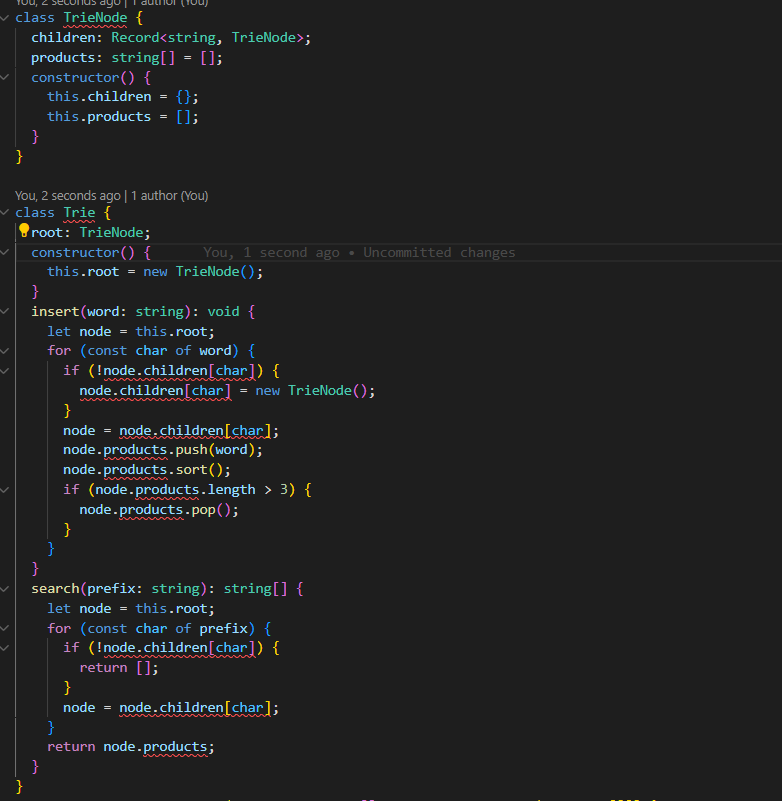 You, 2 seconds ago | 1 author (You)
class TrieNode {
  children: Record<string, TrieNode>;
  products: string[] = [];
  constructor() {
    this.children = {};
    this.products = [];
  }
}
You, 2 seconds ago | 1 author (You)
class Trie {
  root: TrieNode;
  constructor() {      You, 1 second ago • Uncommitted changes
    this.root = new TrieNode();
  }
  insert(word: string): void {
    let node = this.root;
    for (const char of word) {
      if (!node.children[char]) {
        node.children[char] = new TrieNode();
      }
      node = node.children[char];
      node.products.push(word);
      node.products.sort();
      if (node.products.length > 3) {
        node.products.pop();
      }
    }
  }
  search(prefix: string): string[] {
    let node = this.root;
    for (const char of prefix) {
      if (!node.children[char]) {
        return [];
      }
      node = node.children[char];
    }
    return node.products;
  }
}